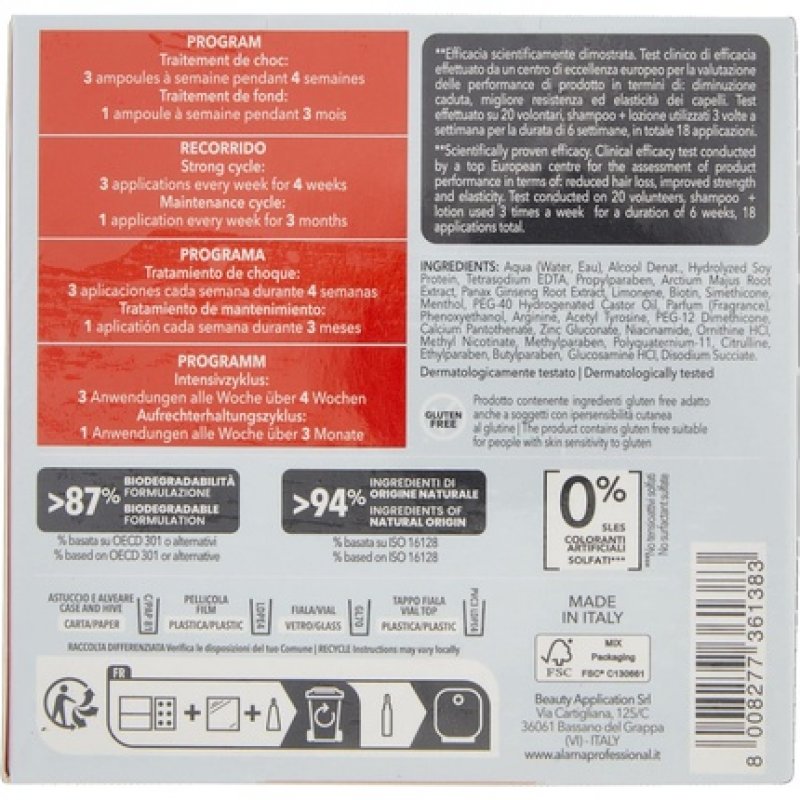 PROGRAM
Traitement de choc:
3 ampoules à semaine pendant 4 semaines
Traitement de fond:
1 ampoule à semaine pendant 3 mois
RECORRIDO
Strong cycle:
3 applications every week for 4 weeks
Maintenance cycle:
1 application every week for 3 months
PROGRAMA
Tratamiento de choque:
3 aplicaciones cada semana durante 4 semanas
Tratamiento de mantenimiento:
1 aplicatión cada semana durante 3 meses
PROGRAMM
Intensivzyklus:
3 Anwendungen alle Woche über 4 Wochen
Aufrechterhaltungszyklus:
1 Anwendungen alle Woche über 3 Monate
**Efficacia scientificamente dimostrata. Test clinico di efficacia
effettuato da un centro di eccellenza europeo per la valutazione
delle performance di prodotto in termini di: diminuzione
caduta, migliore resistenza ed elasticità dei capelli. Test
effettuato su 20 volontari, shampoo + lozione utilizzati 3 volte a
settimana per la durata di 6 settimane, in totale 18 applicazioni.
**Scientifically proven efficacy. Clinical efficacy test conducted
by a top European centre for the assessment of product
performance in terms of: reduced hair loss, improved strength
and elasticity. Test conducted on 20 volunteers, shampoo +
lotion used 3 times a week for a duration of 6 weeks, 18
applications total.
INGREDIENTS: Aqua (Water, Eau), Alcohol Denat., Hydrolyzed Soy
Protein, Tetrasodium EDTA, Propylparaben, Arctium Majus Root
Extract, Panax Ginseng Root Extract, Limonene, Biotin, Simethicone,
Menthol, PEG-40 Hydrogenated Castor Oil, Parfum (Fragrance),
Phenoxyethanol, Arginine, Acetyl Tyrosine, PEG-12 Dimethicone,
Calcium Pantothenate, Zinc Gluconate, Niacinamide, Ornithine HCl,
Methyl Nicotinate, Methylparaben, Polyquaternium-11, Citrulline,
Ethylparaben, Butylparaben, Glucosamine HCl, Disodium Succinate.
Dermatologicamente testato | Dermatologically tested
GLUTEN
FREE
Prodotto contenente ingredienti gluten free adatto
anche a soggetti con ipersensibilità cutanea
al glutine | The product contains gluten free suitable
for people with skin sensitivity to gluten
>87% BIODEGRADABILITÀ
FORMULAZIONE
BIODEGRADABLE
FORMULATION
% basata su OECD 301 o alternativi
% based on OECD 301 or alternative
>94% INGREDIENTI DI
ORIGINE NATURALE
INGREDIENTS OF
NATURAL ORIGIN
% basata su ISO 16128
% based on ISO 16128
0%
SLES
COLORANTI
ARTIFICIALI
SOLFATI***
No tensioattivi solfati
No surfactant sulfate
ASTUCCIO E ALVEARE
CASE AND HIVE
CARTA/PAPER
C/PAP 81
PELLICOLA
FILM
PLASTICA/PLASTIC
LDPE4
FIALA/VIAL
VETRO/GLASS
GL70
TAPPO FIALA
VIAL TOP
PLASTICA/PLASTIC
PVC3 LDPE4
RACCOLTA DIFFERENZIATA Verifica le disposizioni del tuo Comune | RECYCLE Instructions may vary locally.
FR
MADE
IN ITALY
FSC
MIX
Packaging
FSC® C130861
Beauty Application Srl
Via Cartigliana, 125/C
36061 Bassano del Grappa
(VI) - ITALY
www.alamaprofessional.it
8 008277 361383